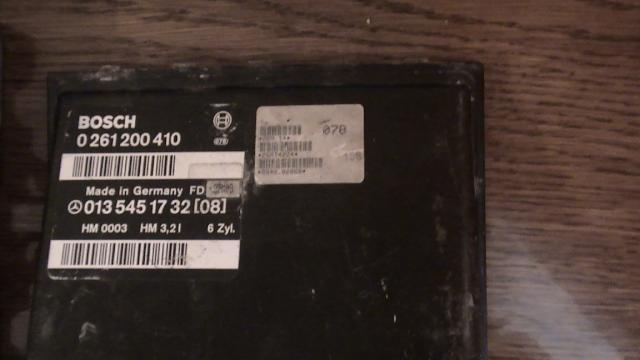 BOSCH
0 261 200 410
078
Made in Germany FD
013 545 17 32 [08]
HM 0003 HM 3,2 l 6 Zyl.
078